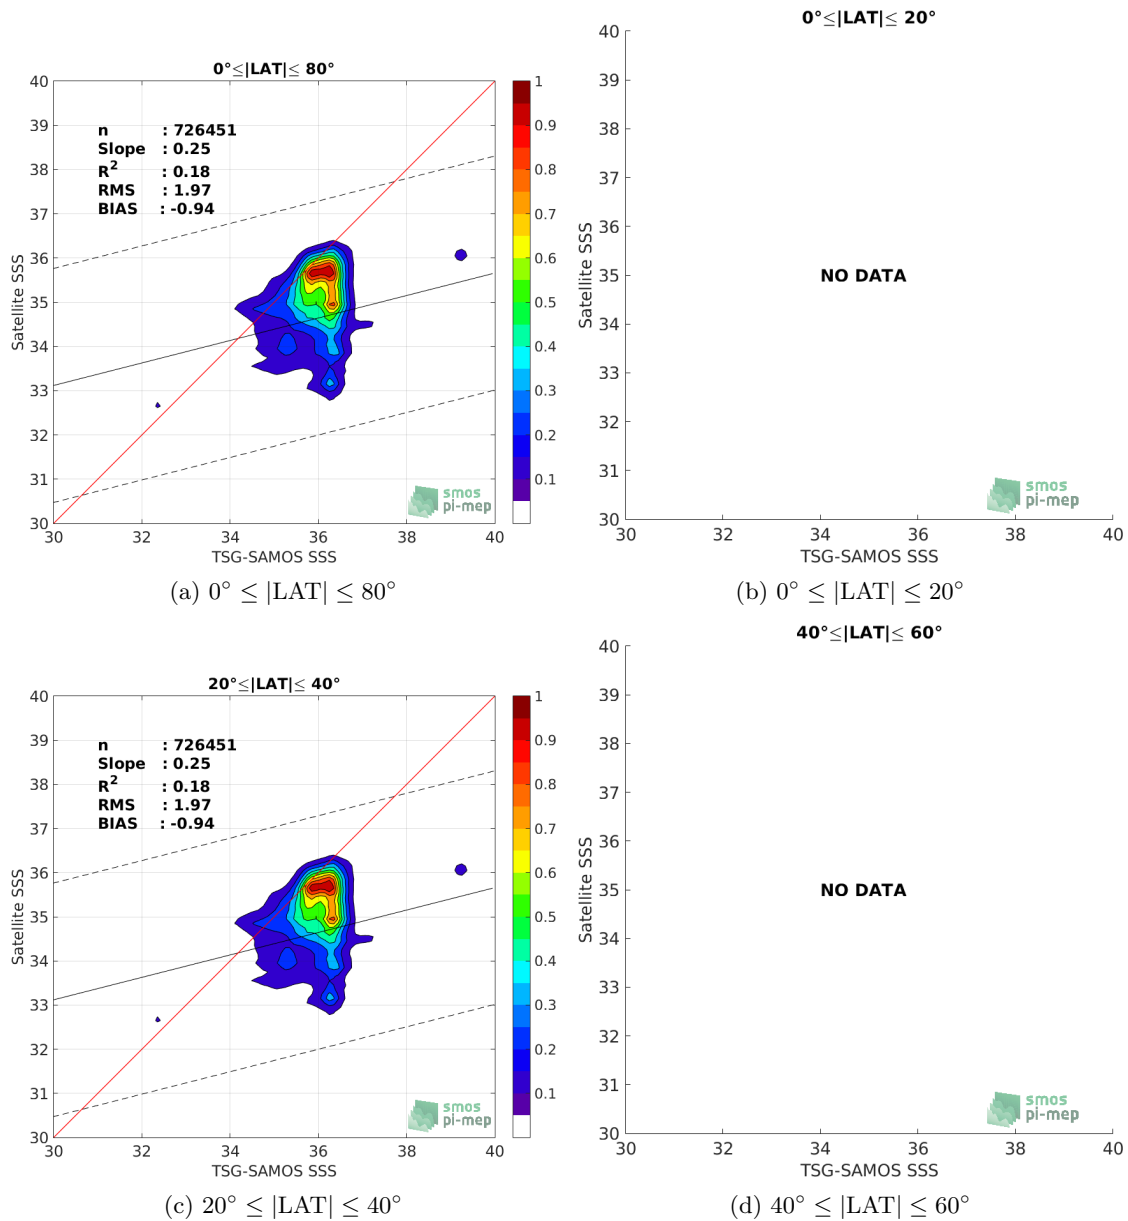 0°≤|LAT|≤ 80°
40
39
38
37
36
35
34
33
32
31
30
Satellite SSS
n : 726451
Slope : 0.25
R² : 0.18
RMS : 1.97
BIAS : -0.94
smos
pi-mep
30 32 34 36 38 40
TSG-SAMOS SSS
1
0.9
0.8
0.7
0.6
0.5
0.4
0.3
0.2
0.1
(a) 0° ≤ |LAT| ≤ 80°
0°≤|LAT|≤ 20°
40
39
38
37
36
35
34
33
32
31
30
Satellite SSS
NO DATA
smos
pi-mep
30 32 34 36 38 40
TSG-SAMOS SSS
(b) 0° ≤ |LAT| ≤ 20°
20°≤|LAT|≤ 40°
40
39
38
37
36
35
34
33
32
31
30
Satellite SSS
n : 726451
Slope : 0.25
R² : 0.18
RMS : 1.97
BIAS : -0.94
smos
pi-mep
30 32 34 36 38 40
TSG-SAMOS SSS
1
0.9
0.8
0.7
0.6
0.5
0.4
0.3
0.2
0.1
(c) 20° ≤ |LAT| ≤ 40°
40°≤|LAT|≤ 60°
40
39
38
37
36
35
34
33
32
31
30
Satellite SSS
NO DATA
smos
pi-mep
30 32 34 36 38 40
TSG-SAMOS SSS
(d) 40° ≤ |LAT| ≤ 60°